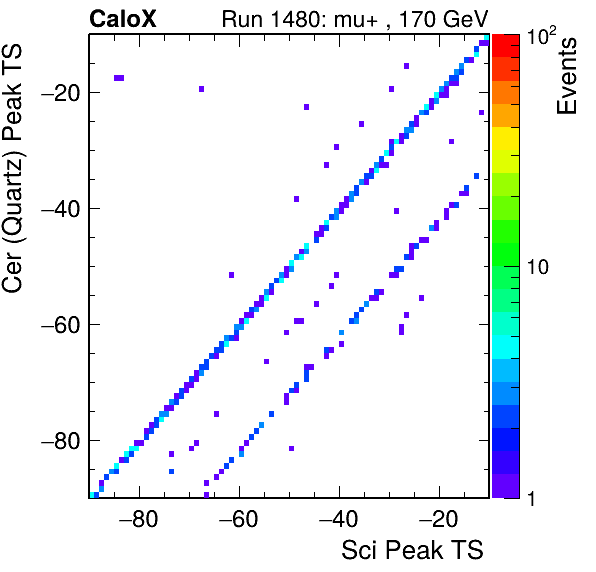 CaloX Run 1480: mu+ , 170 GeV
Cer (Quartz) Peak TS
−20
−40
−60
−80
−80 −60 −40 −20
Sci Peak TS
10²
10
1
Events